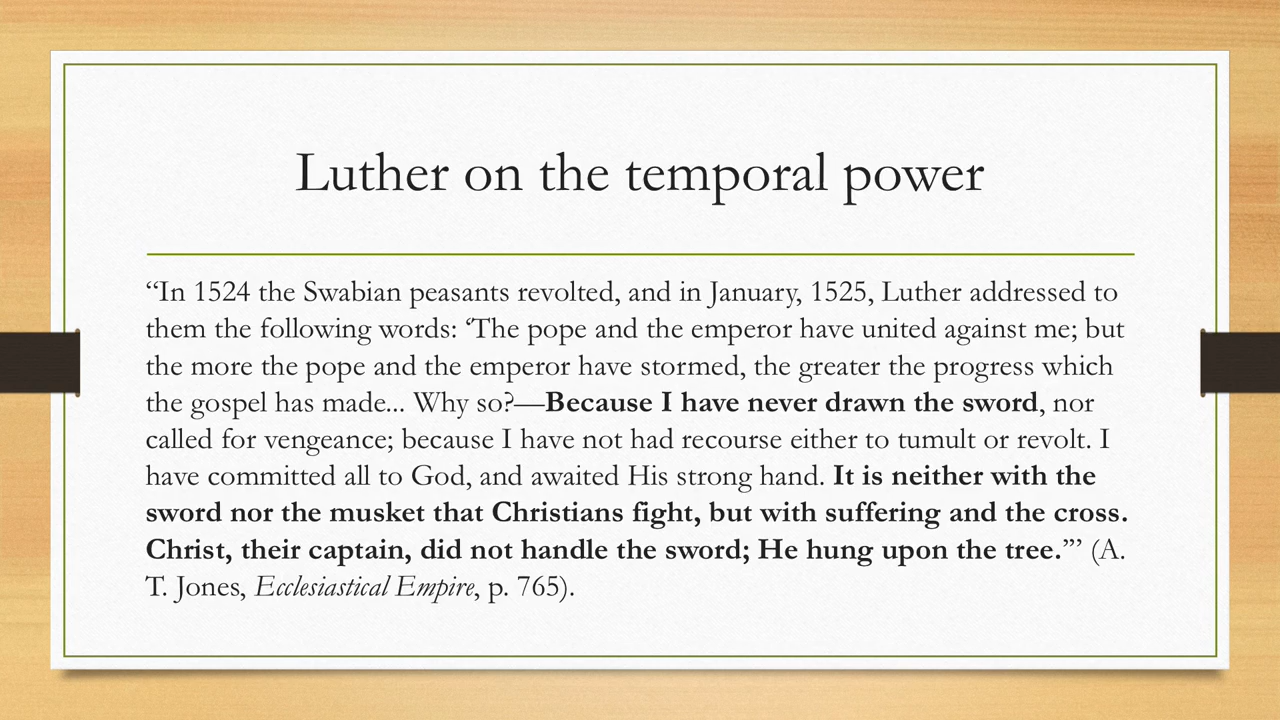 Luther on the temporal power
“In 1524 the Swabian peasants revolted, and in January, 1525, Luther addressed to
them the following words: ‘The pope and the emperor have united against me; but
the more the pope and the emperor have stormed, the greater the progress which
the gospel has made... Why so?—Because I have never drawn the sword, nor
called for vengeance; because I have not had recourse either to tumult or revolt. I
have committed all to God, and awaited His strong hand. It is neither with the
sword nor the musket that Christians fight, but with suffering and the cross.
Christ, their captain, did not handle the sword; He hung upon the tree.’” (A.
T. Jones, Ecclesiastical Empire, p. 765).